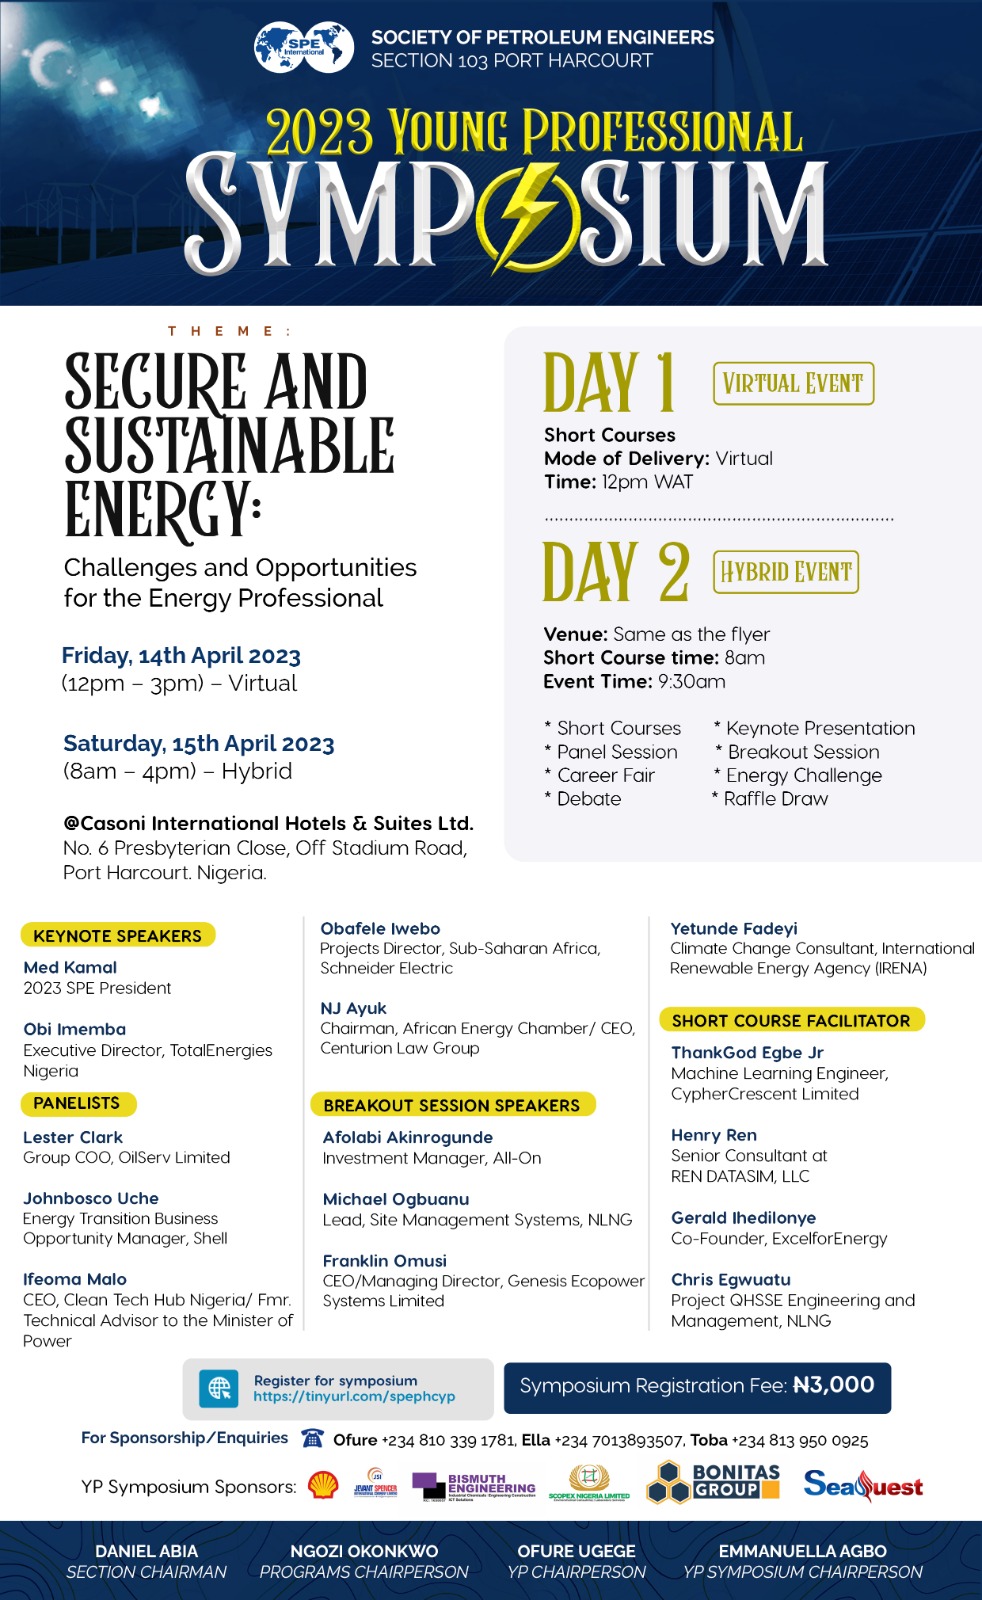 SPE
International
SOCIETY OF PETROLEUM ENGINEERS
SECTION 103 PORT HARCOURT
2023 YOUNG PROFESSIONAL
SYMPOSIUM
THEME:
SECURE AND
SUSTAINABLE
ENERGY:
Challenges and Opportunities
for the Energy Professional
Friday, 14th April 2023
(12pm – 3pm) – Virtual
Saturday, 15th April 2023
(8am – 4pm) – Hybrid
@Casoni International Hotels & Suites Ltd.
No. 6 Presbyterian Close, Off Stadium Road,
Port Harcourt. Nigeria.
DAY 1 VIRTUAL EVENT
Short Courses
Mode of Delivery: Virtual
Time: 12pm WAT
DAY 2 HYBRID EVENT
Venue: Same as the flyer
Short Course time: 8am
Event Time: 9:30am
* Short Courses * Keynote Presentation
* Panel Session * Breakout Session
* Career Fair * Energy Challenge
* Debate * Raffle Draw
KEYNOTE SPEAKERS
Med Kamal
2023 SPE President
Obi Imemba
Executive Director, TotalEnergies
Nigeria
PANELISTS
Lester Clark
Group COO, OilServ Limited
Johnbosco Uche
Energy Transition Business
Opportunity Manager, Shell
Ifeoma Malo
CEO, Clean Tech Hub Nigeria/ Fmr.
Technical Advisor to the Minister of
Power
Obafele Iwebo
Projects Director, Sub-Saharan Africa,
Schneider Electric
NJ Ayuk
Chairman, African Energy Chamber/ CEO,
Centurion Law Group
BREAKOUT SESSION SPEAKERS
Afolabi Akinrogunde
Investment Manager, All-On
Michael Ogbuanu
Lead, Site Management Systems, NLNG
Franklin Omusi
CEO/Managing Director, Genesis Ecopower
Systems Limited
Yetunde Fadeyi
Climate Change Consultant, International
Renewable Energy Agency (IRENA)
SHORT COURSE FACILITATOR
ThankGod Egbe Jr
Machine Learning Engineer,
CypherCrescent Limited
Henry Ren
Senior Consultant at
REN DATASIM, LLC
Gerald Ihedilonye
Co-Founder, ExcelforEnergy
Chris Egwuatu
Project QHSSE Engineering and
Management, NLNG
Register for symposium
https://tinyurl.com/spephcyp
Symposium Registration Fee: ₦3,000
For Sponsorship/Enquiries Ofure +234 810 339 1781, Ella +234 7013893507, Toba +234 813 950 0925
YP Symposium Sponsors:
JSI
JEVANT SPENCER
BISMUTH
ENGINEERING
SCOPEX NIGERIA LIMITED
BONITAS
GROUP
SeaQuest
DANIEL ABIA
SECTION CHAIRMAN
NGOZI OKONKWO
PROGRAMS CHAIRPERSON
OFURE UGEGE
YP CHAIRPERSON
EMMANUELLA AGBO
YP SYMPOSIUM CHAIRPERSON